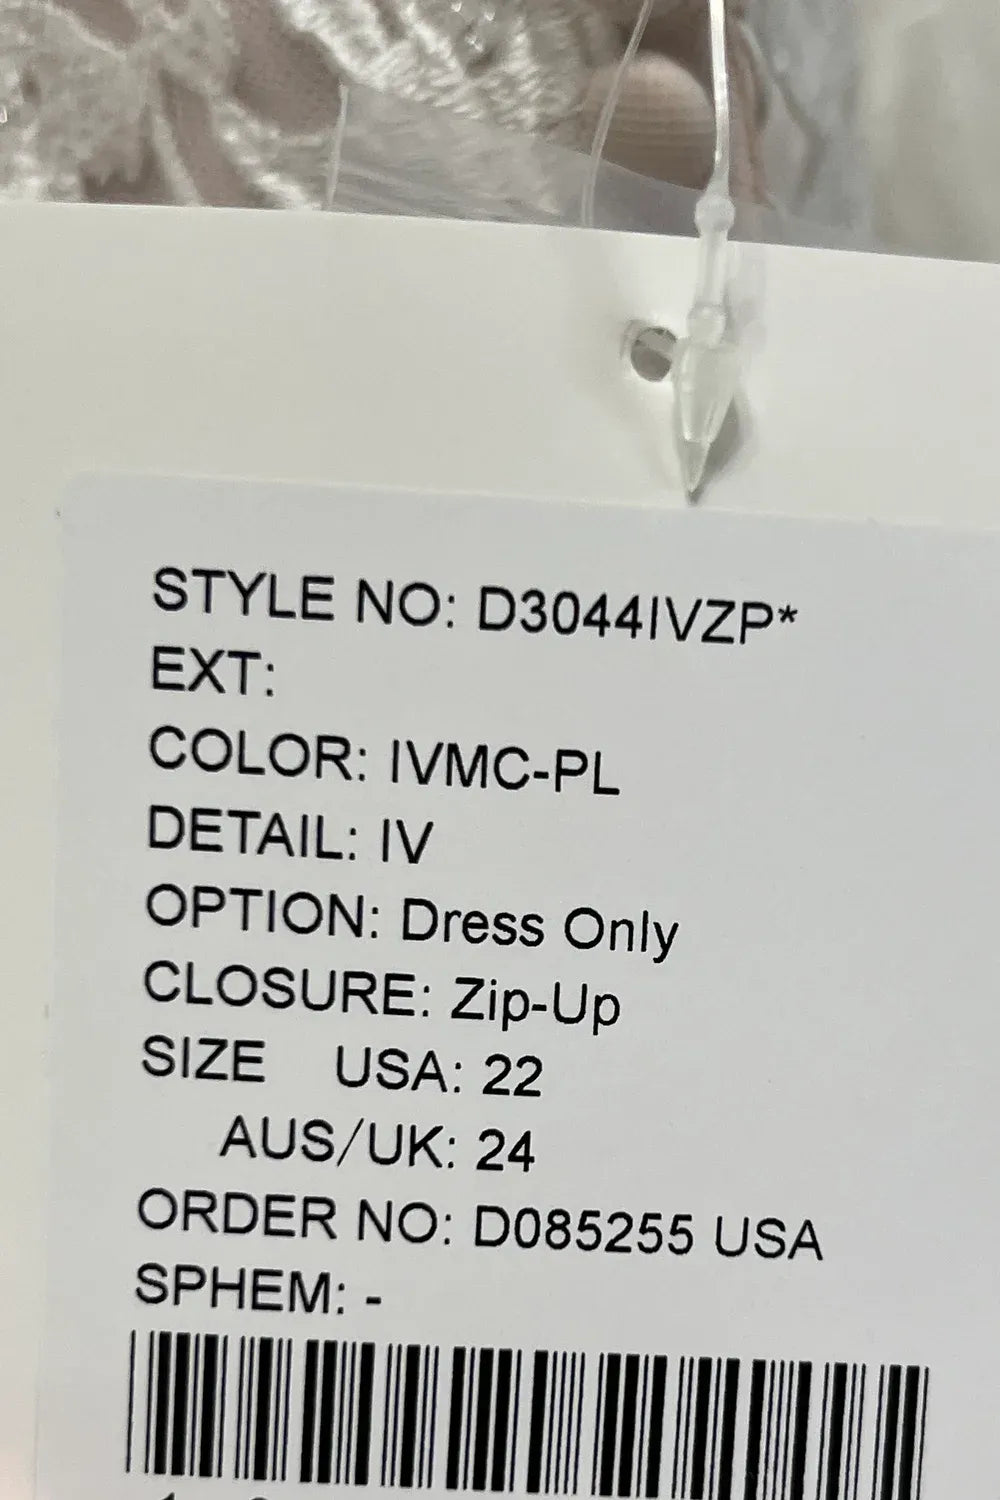 STYLE NO: D3044IVZP*
EXT:
COLOR: IVMC-PL
DETAIL: IV
OPTION: Dress Only
CLOSURE: Zip-Up
SIZE USA: 22
AUS/UK: 24
ORDER NO: D085255 USA
SPHEM: -